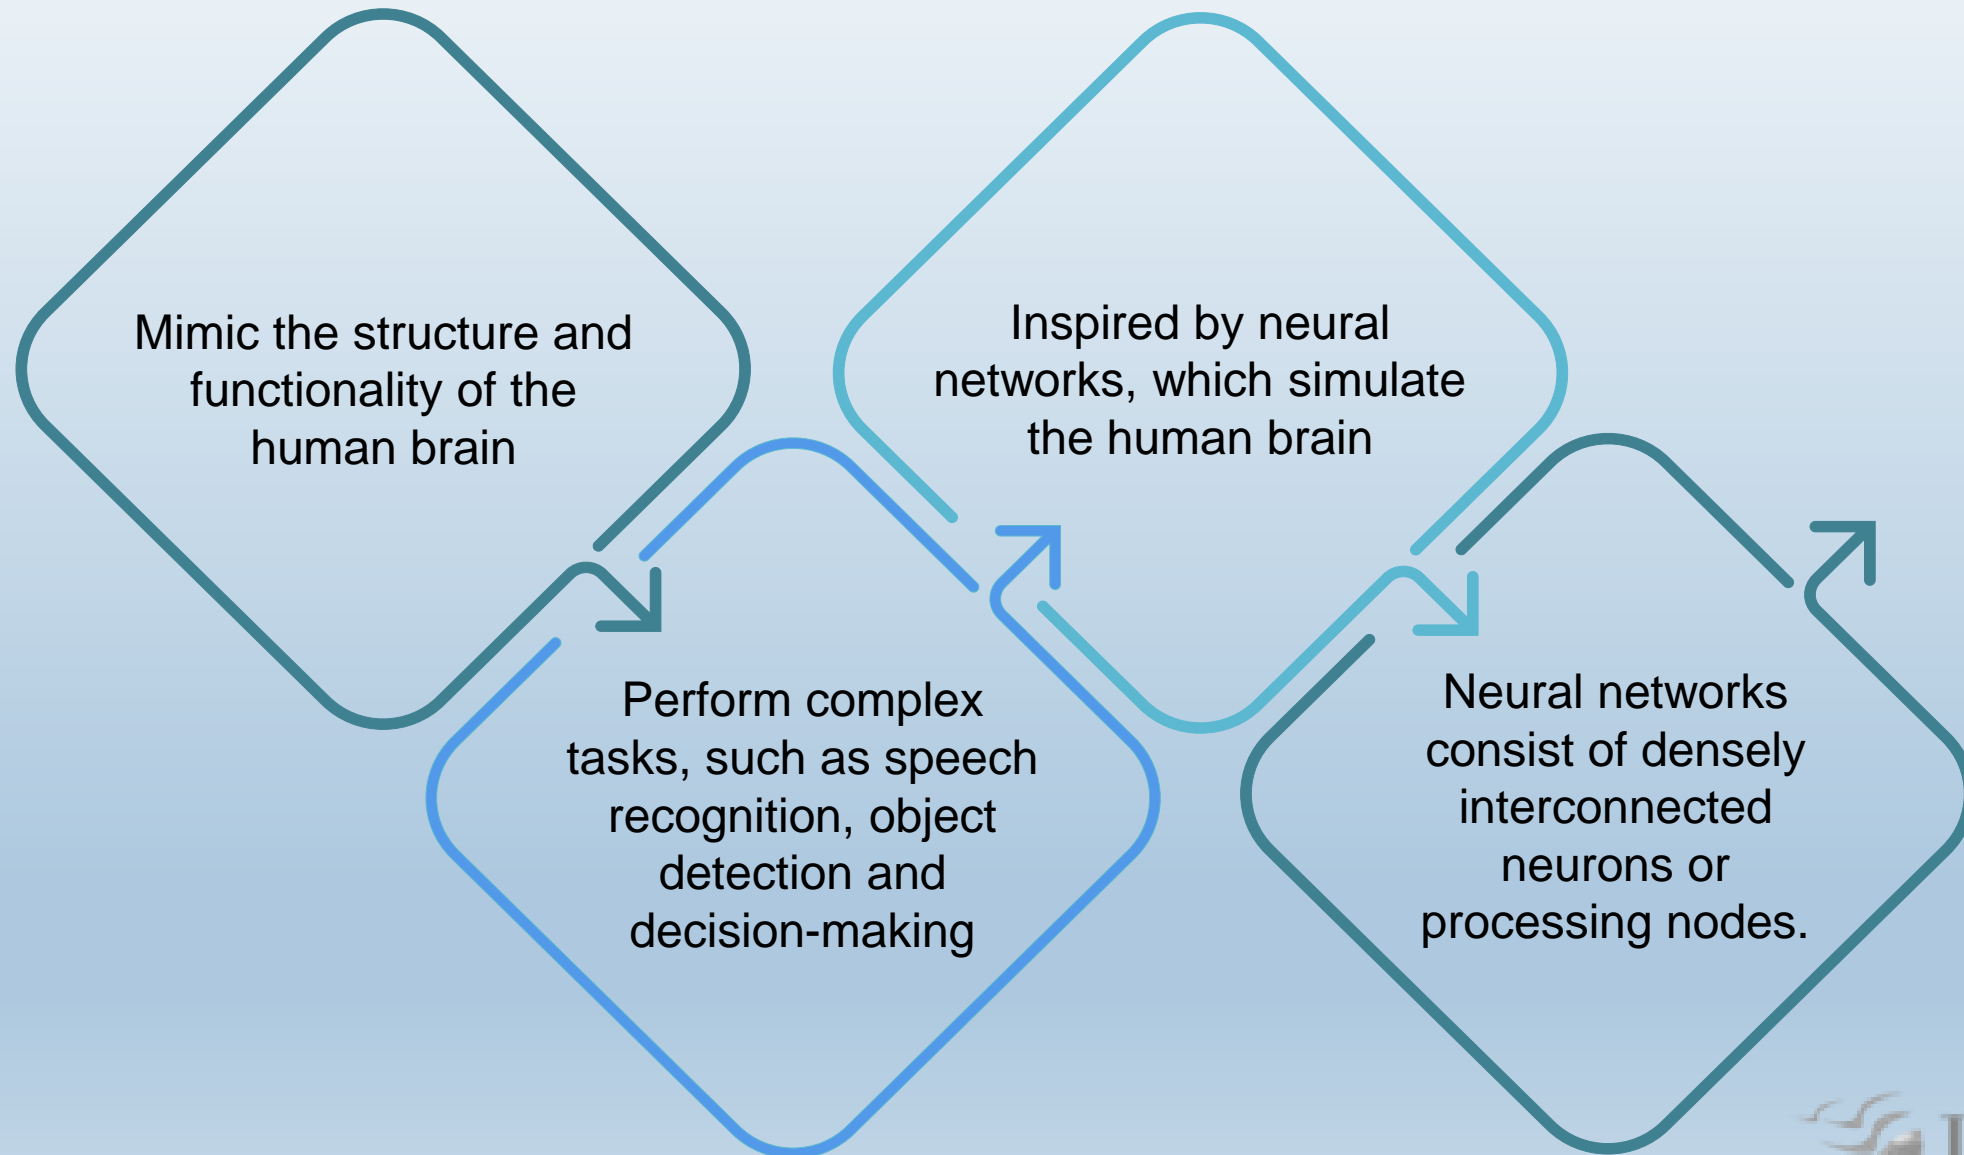 Mimic the structure and
functionality of the
human brain
Perform complex
tasks, such as speech
recognition, object
detection and
decision-making
Inspired by neural
networks, which simulate
the human brain
Neural networks
consist of densely
interconnected
neurons or
processing nodes.